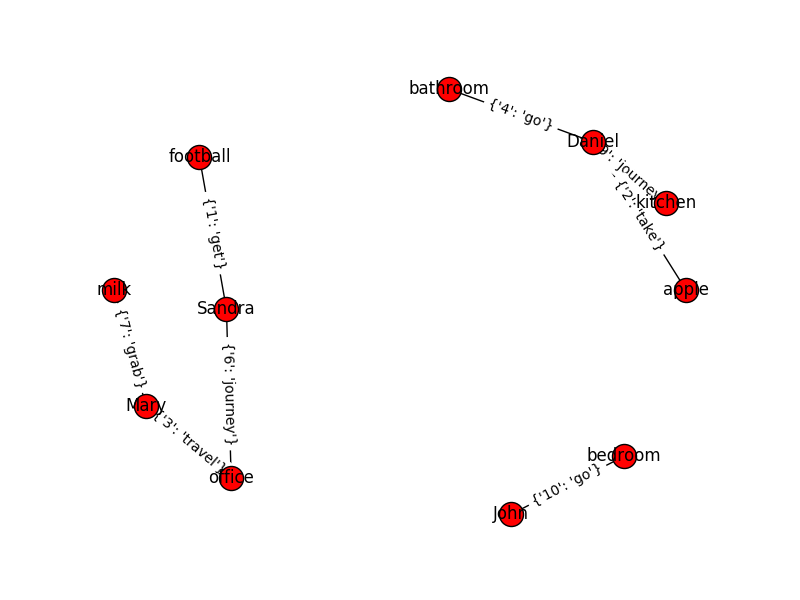 bathroom
{'4': 'go'}
Daniel
football
'journey
kitchen
{'2': 'take'}
{'1': 'get'}
milk
apple
Sandra
{'7': 'grab'}
{'6': 'journey'}
Mary
{'3': 'travel'}
office
bedroom
{'10': 'go'}
John